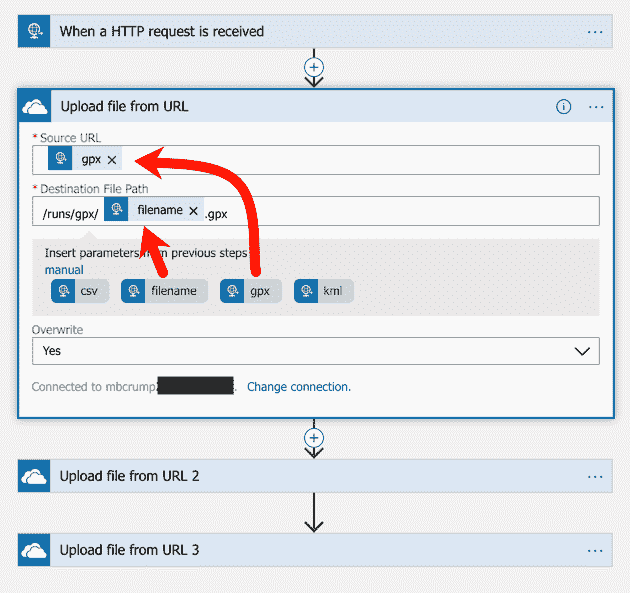 When a HTTP request is received
...
Upload file from URL
...
* Source URL
gpx ×
* Destination File Path
/runs/gpx/ filename × .gpx
Insert parameters from previous steps
manual
csv filename gpx kml
Overwrite
Yes
Connected to mbcrump . Change connection.
Upload file from URL 2
...
Upload file from URL 3
...